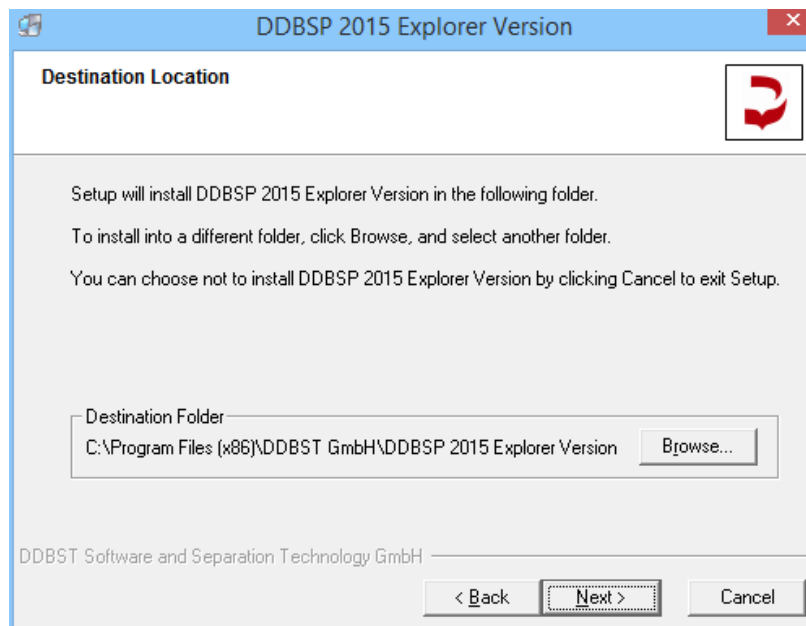 DDBSP 2015 Explorer Version
Destination Location
Setup will install DDBSP 2015 Explorer Version in the following folder.
To install into a different folder, click Browse, and select another folder.
You can choose not to install DDBSP 2015 Explorer Version by clicking Cancel to exit Setup.
Destination Folder
C:\Program Files (x86)\DDBST GmbH\DDBSP 2015 Explorer Version
Browse...
DDBST Software and Separation Technology GmbH
< Back
Next >
Cancel